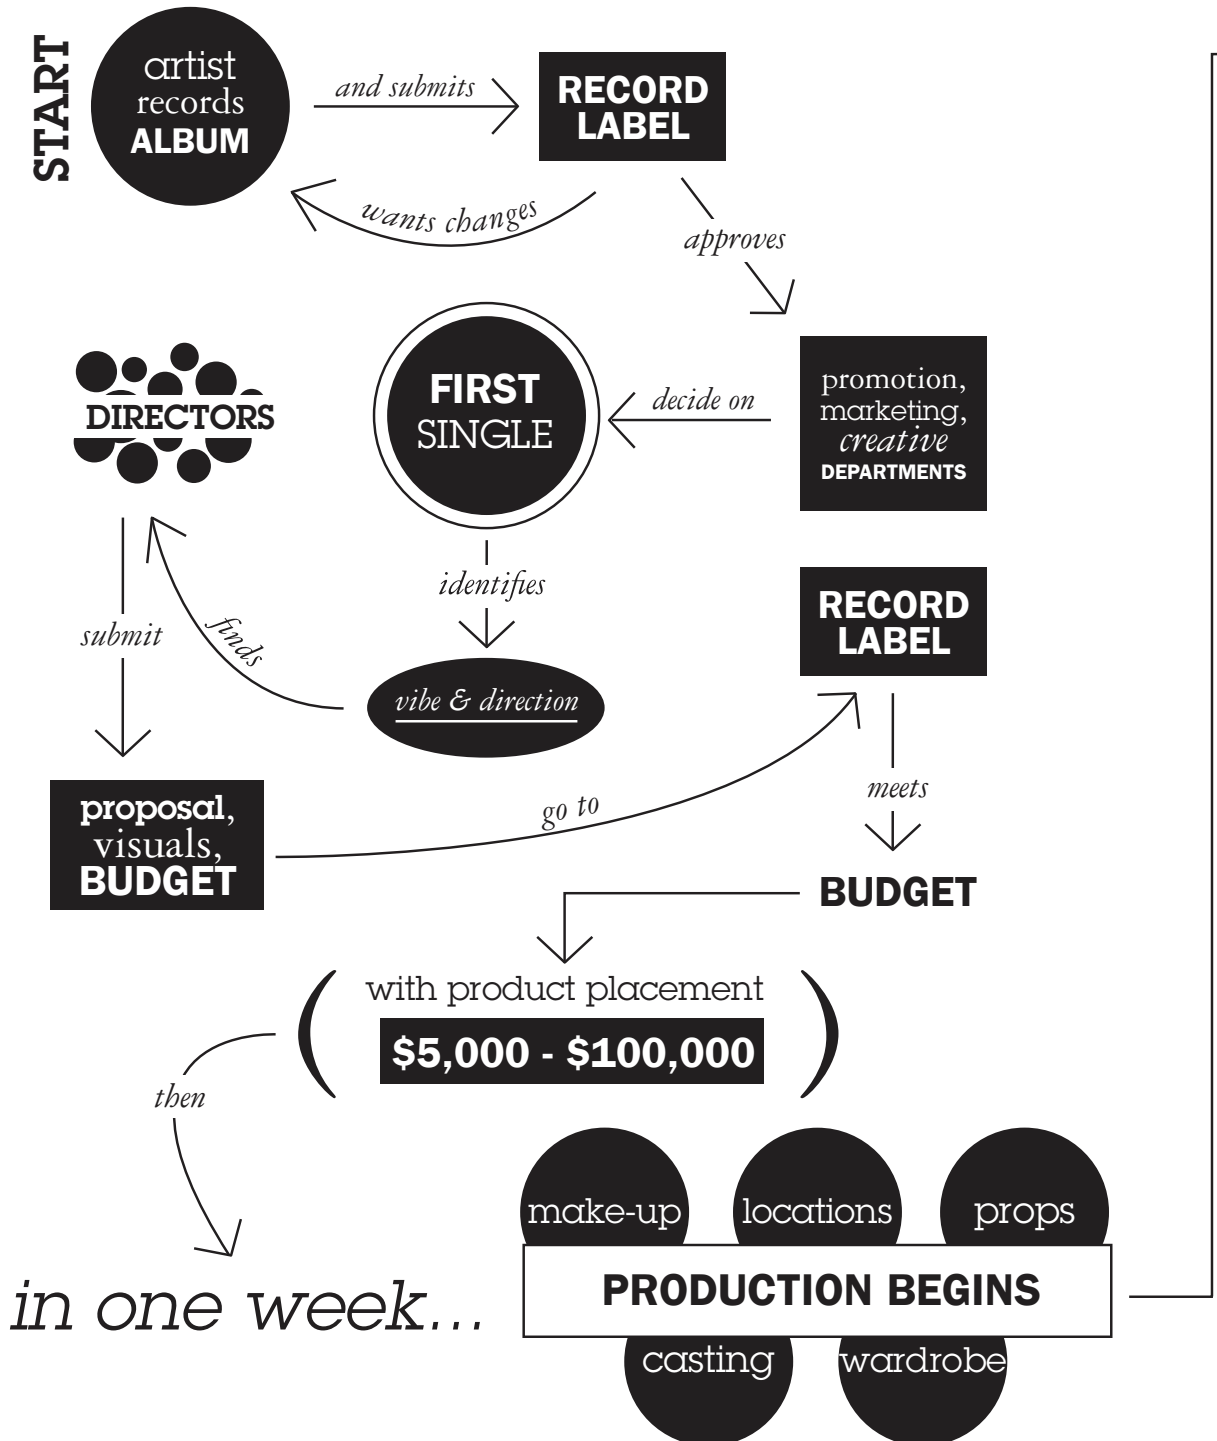 START
artist
records
ALBUM
and submits
RECORD
LABEL
wants changes
approves
promotion,
marketing,
creative
DEPARTMENTS
decide on
FIRST
SINGLE
identifies
vibe & direction
finds
DIRECTORS
submit
proposal,
visuals,
BUDGET
go to
RECORD
LABEL
meets
BUDGET
with product placement
$5,000 - $100,000
then
in one week...
make-up
locations
props
PRODUCTION BEGINS
casting
wardrobe